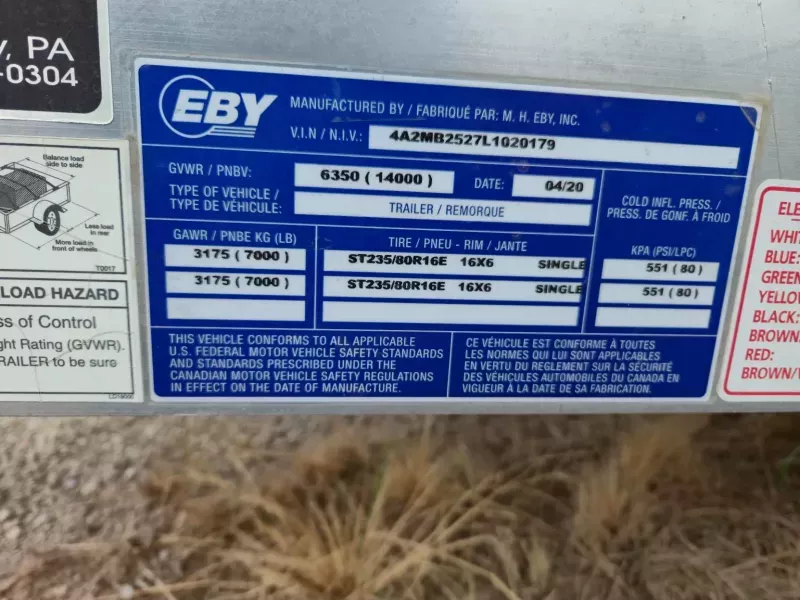 , PA
-0304
Balance load
side to side
Less load
in rear
More load in
front of wheels
70017
LOAD HAZARD
ss of Control
ght Rating (GVWR).
RAILER to be sure
EBY
MANUFACTURED BY / FABRIQUÉ PAR: M. H. EBY, INC.
V.I.N / N.I.V.: 4A2MB2527L1020179
GVWR / PNBV: 6350 ( 14000 ) DATE: 04/20
TYPE OF VEHICLE /
TYPE DE VÉHICULE: TRAILER / REMORQUE
COLD INFL. PRESS. /
PRESS. DE GONF. À FROID
GAWR / PNBE KG (LB) TIRE / PNEU - RIM / JANTE KPA (PSI/LPC)
3175 ( 7000 ) ST235/80R16E 16X6 SINGLE 551 ( 80 )
3175 ( 7000 ) ST235/80R16E 16X6 SINGLE 551 ( 80 )
THIS VEHICLE CONFORMS TO ALL APPLICABLE
U.S. FEDERAL MOTOR VEHICLE SAFETY STANDARDS
AND STANDARDS PRESCRIBED UNDER THE
CANADIAN MOTOR VEHICLE SAFETY REGULATIONS
IN EFFECT ON THE DATE OF MANUFACTURE.
CE VÉHICULE EST CONFORME À TOUTES
LES NORMES QUI LUI SONT APPLICABLES
EN VERTU DU REGLEMENT SUR LA SÉCURITÉ
DES VÉHICULES AUTOMOBILES DU CANADA EN
VIGUEUR À LA DATE DE SA FABRICATION.
ELE
WHIT
BLUE:
GREEN
YELLOW
BLACK:
BROWN
RED:
BROWN/